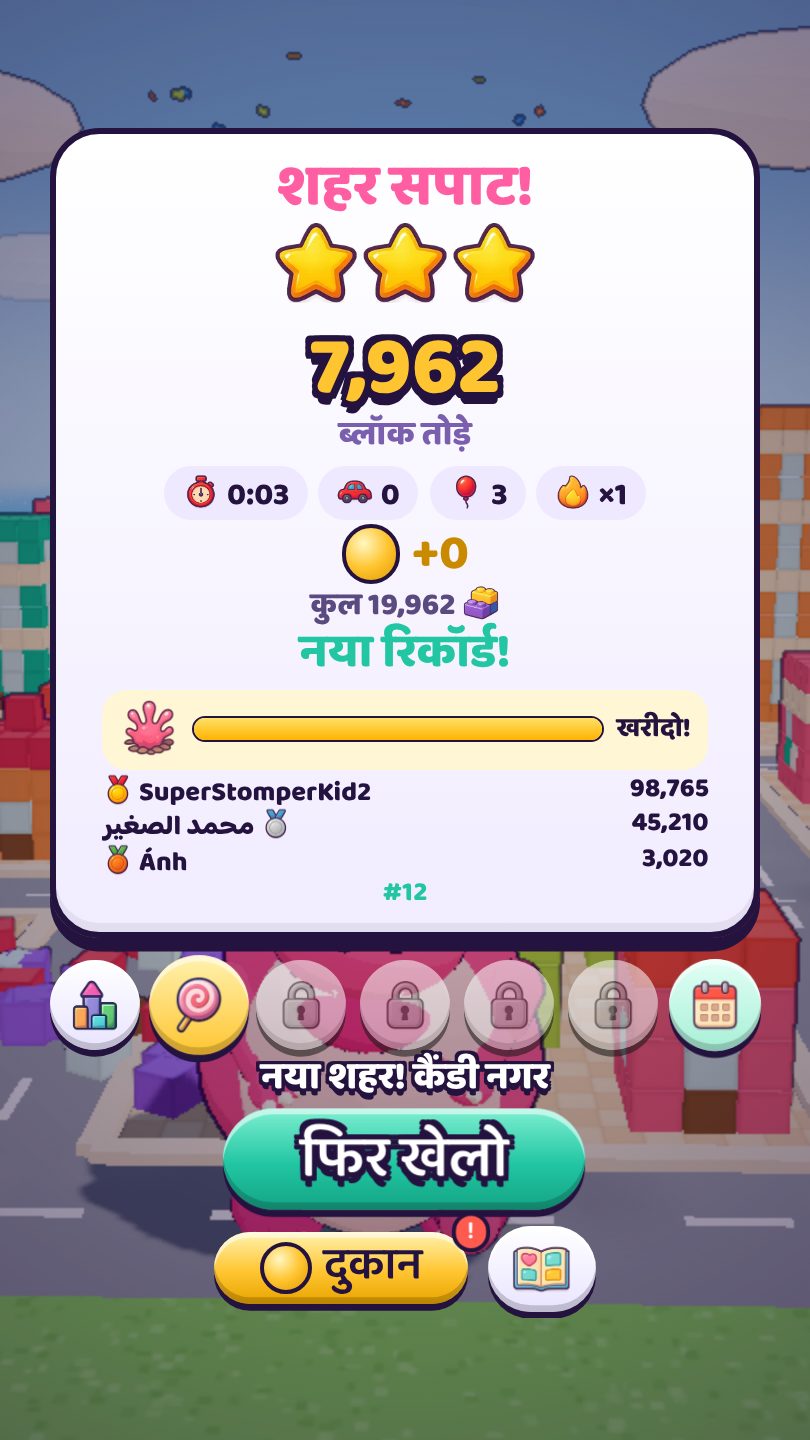 शहर सपाट!
7,962
ब्लॉक तोड़े
0:03 0 3 ×1
+0
कुल 19,962
नया रिकॉर्ड!
खरीदो!
SuperStomperKid2 98,765
محمد الصغير 45,210
Ánh 3,020
#12
नया शहर! कैंडी नगर
फिर खेलो
!
दुकान